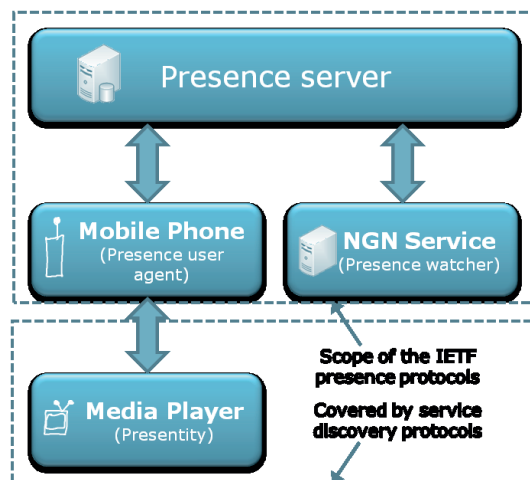 Presence server
Mobile Phone
(Presence user
agent)
NGN Service
(Presence watcher)
Scope of the IETF
presence protocols
Covered by service
discovery protocols
Media Player
(Presentity)